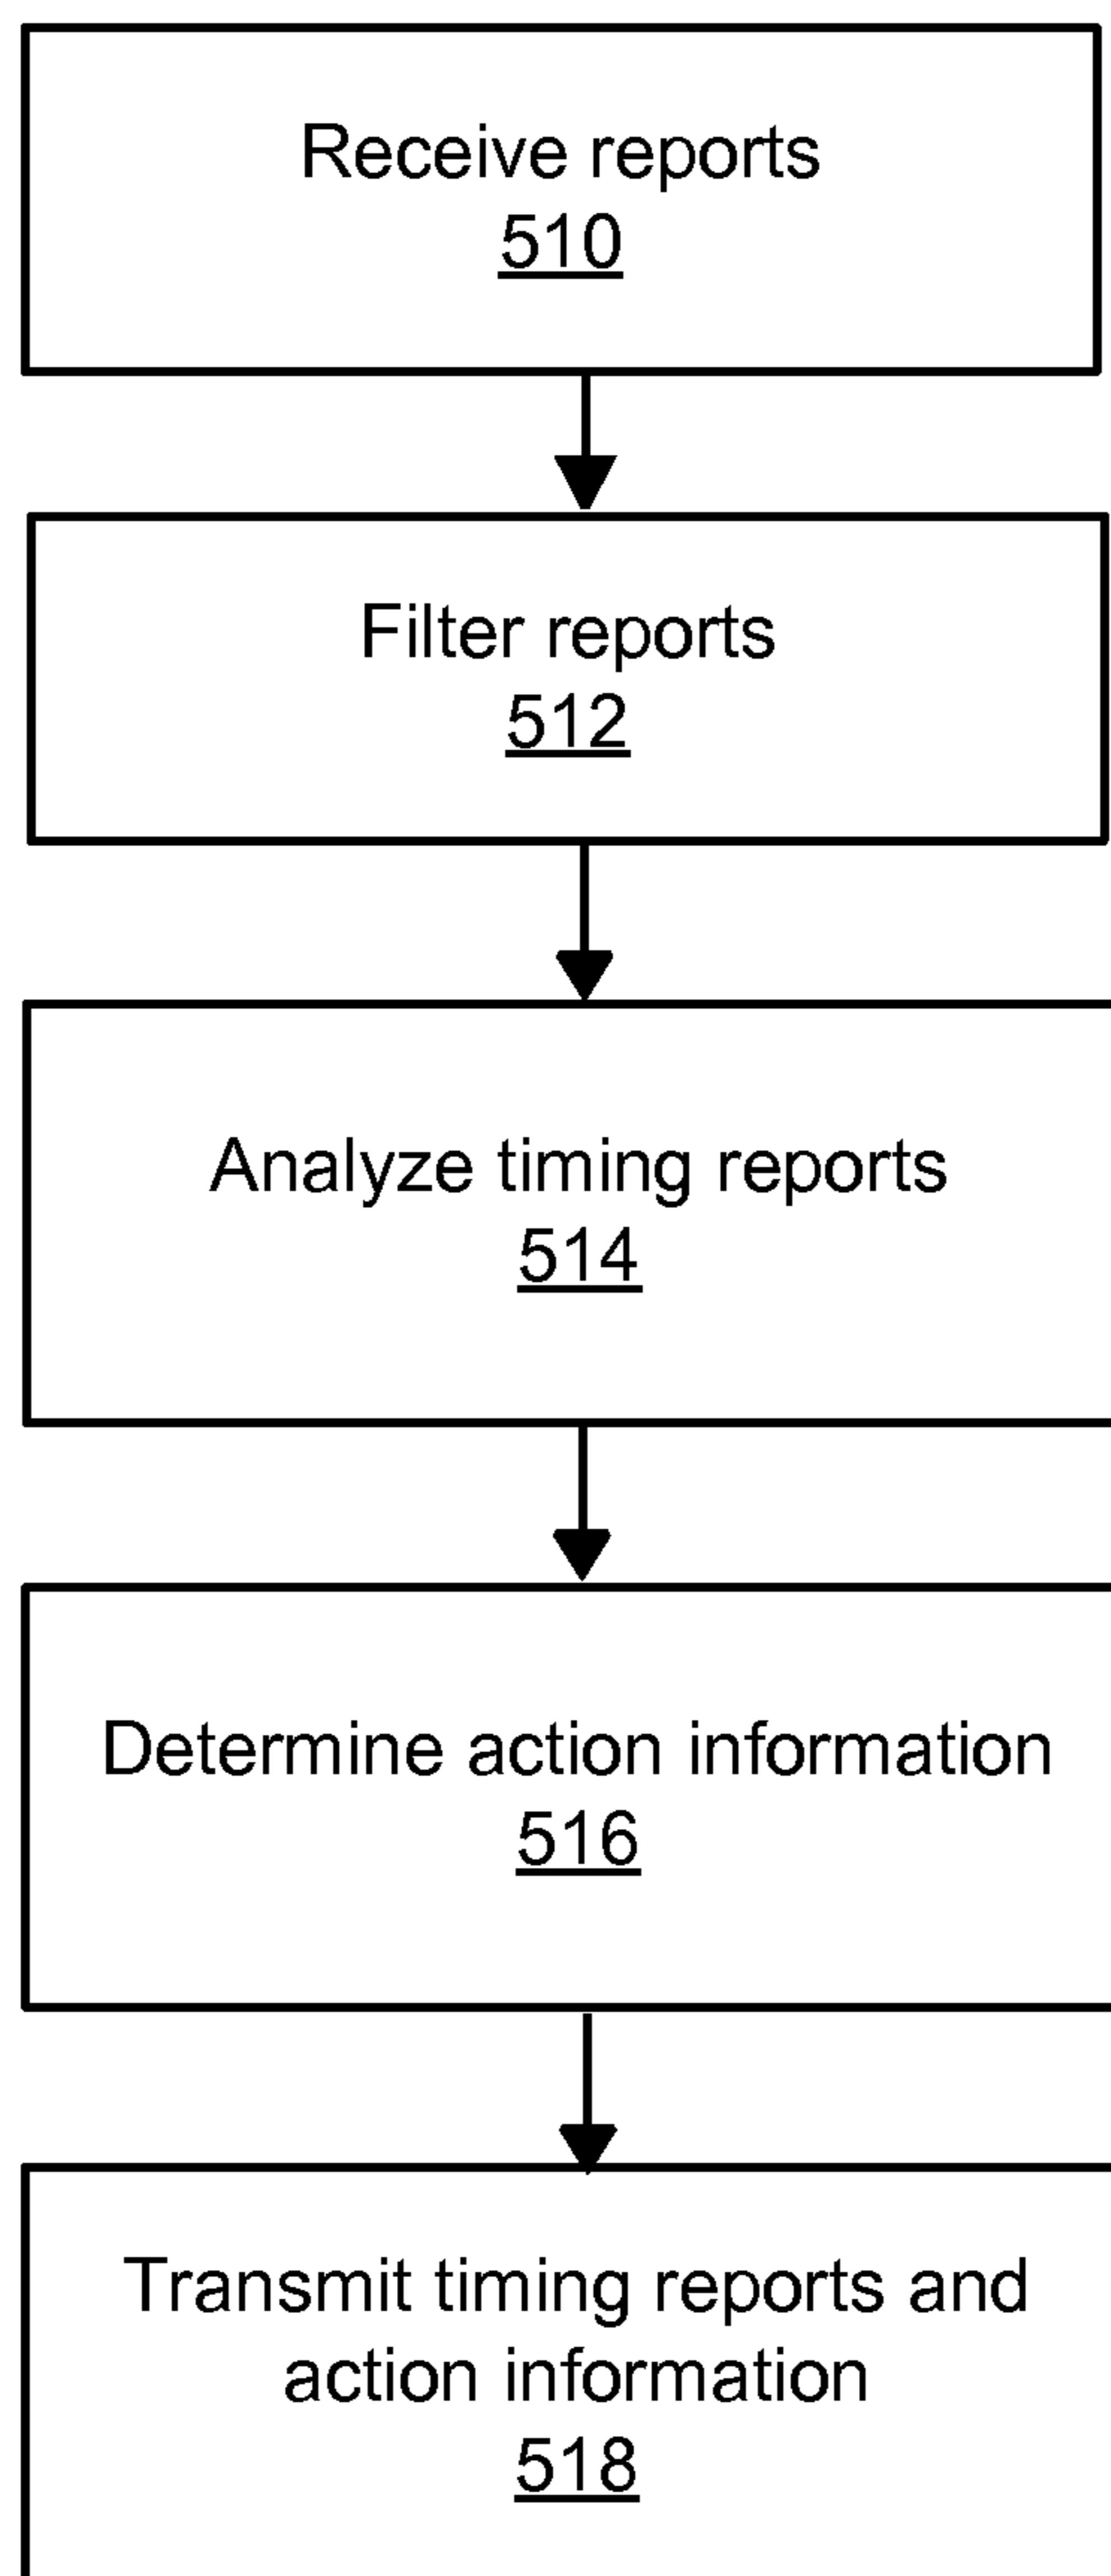 Receive reports
510
Filter reports
512
Analyze timing reports
514
Determine action information
516
Transmit timing reports and
action information
518